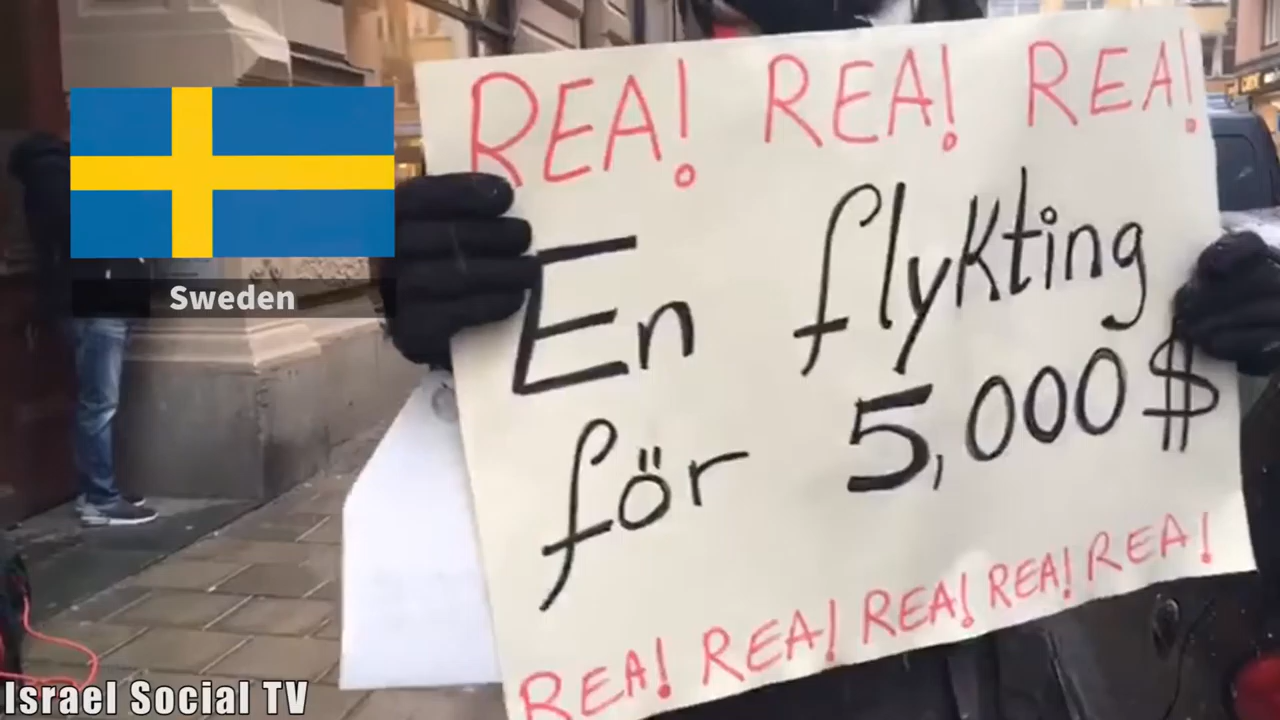 REA! REA! REA!
En flykting
för 5,000$
REA! REA! REA! REA! REA!
Sweden
Israel Social TV